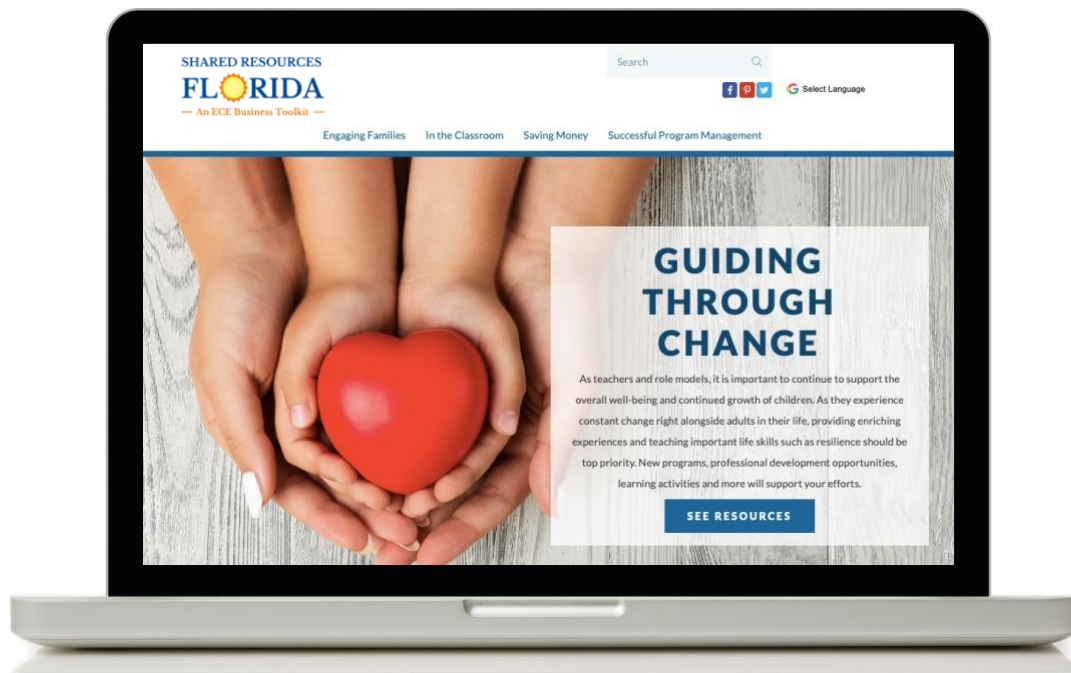 SHARED RESOURCES
FLORIDA
An ECE Business Toolkit
Search
Select Language
Engaging Families In the Classroom Saving Money Successful Program Management
GUIDING
THROUGH
CHANGE
As teachers and role models, it is important to continue to support the
overall well-being and continued growth of children. As they experience
constant change right alongside adults in their life, providing enriching
experiences and teaching important life skills such as resilience should be
top priority. New programs, professional development opportunities,
learning activities and more will support your efforts.
SEE RESOURCES